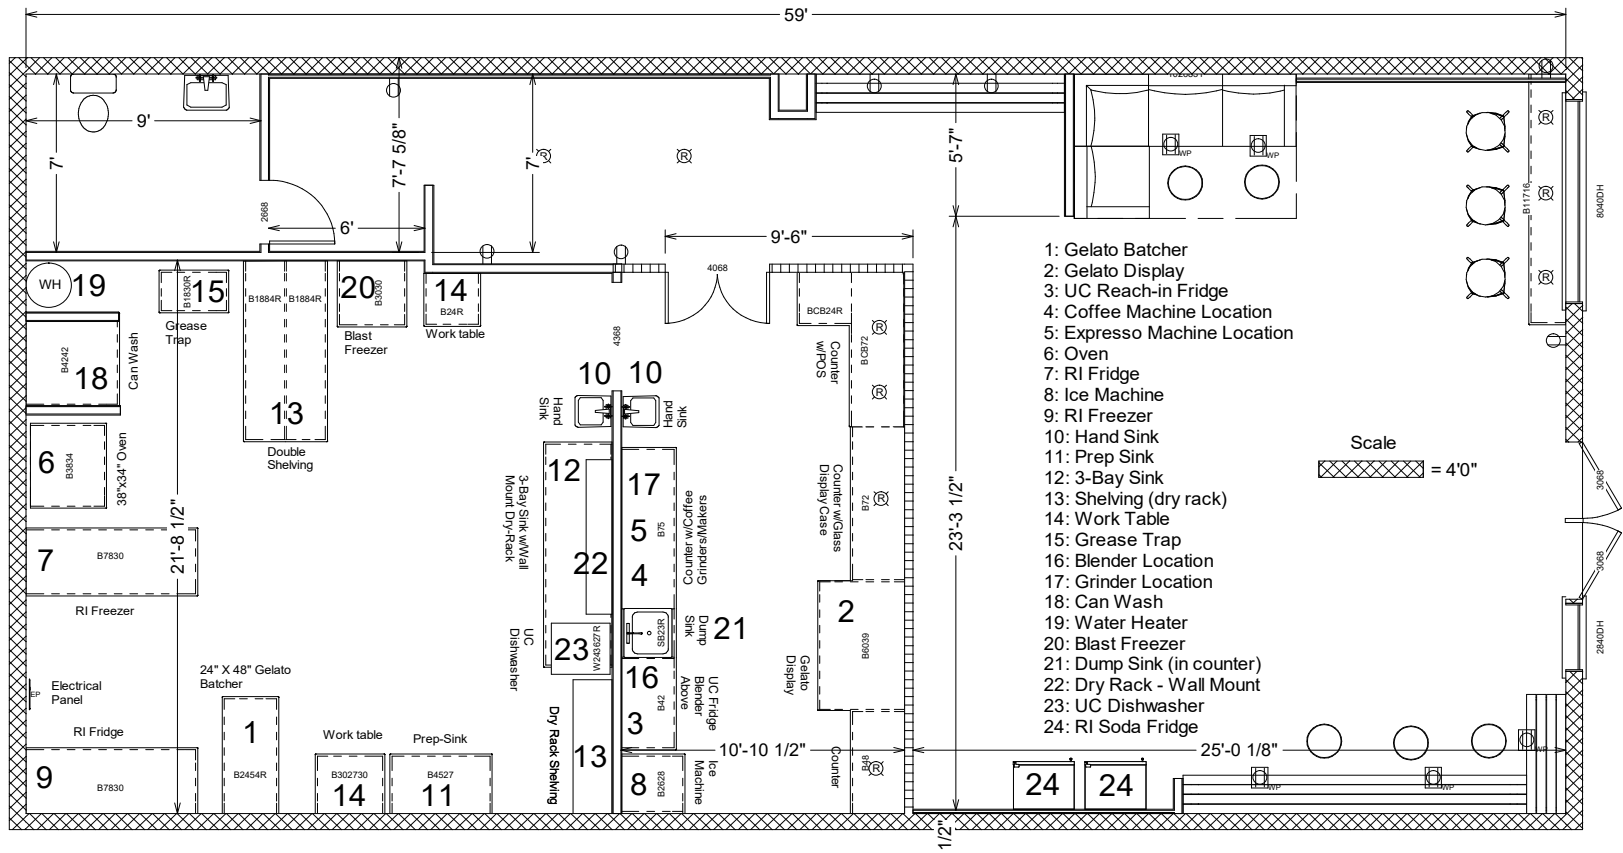 59'
9'
7'
7'-7 5/8"
7'
5'-7"
6'
9'-6"
2668
4068
R
R
WP
WP
R
R
R
B11716
8040DH
WH
19
B1830R
15
Grease
Trap
B1884R
B1884R
13
Double
Shelving
20
B3030
Blast
Freezer
14
B24R
Work table
4368
BCB24R
BCB72
Counter
w/POS
R
R
B4242
18
Can Wash
10
10
Hand
Sink
Hand
Sink
6
B3834
38"x34" Oven
21'-8 1/2"
12
3-Bay Sink w/Wall
Mount Dry-Rack
22
17
5
4
B75
Counter w/Coffee
Grinders/Makers
Counter w/Glass
Display Case
B72
R
23'-3 1/2"
7
B7830
RI Freezer
23
W243627R
UC
Dishwasher
SB23R
Dump
Sink
21
2
B6039
Gelato
Display
EP
Electrical
Panel
24" X 48" Gelato
Batcher
1
B2454R
16
3
B42
UC Fridge
Blender
Above
RI Fridge
9
B7830
Work table
B302730
14
Prep-Sink
B4527
11
Dry Rack Shelving
13
8
B2628
Ice
Machine
10'-10 1/2"
Counter
B48
R
25'-0 1/8"
24
24
WP
WP
WP
1/2"
1: Gelato Batcher
2: Gelato Display
3: UC Reach-in Fridge
4: Coffee Machine Location
5: Expresso Machine Location
6: Oven
7: RI Fridge
8: Ice Machine
9: RI Freezer
10: Hand Sink
11: Prep Sink
12: 3-Bay Sink
13: Shelving (dry rack)
14: Work Table
15: Grease Trap
16: Blender Location
17: Grinder Location
18: Can Wash
19: Water Heater
20: Blast Freezer
21: Dump Sink (in counter)
22: Dry Rack - Wall Mount
23: UC Dishwasher
24: RI Soda Fridge
Scale
= 4'0"
3068
3068
2840DH